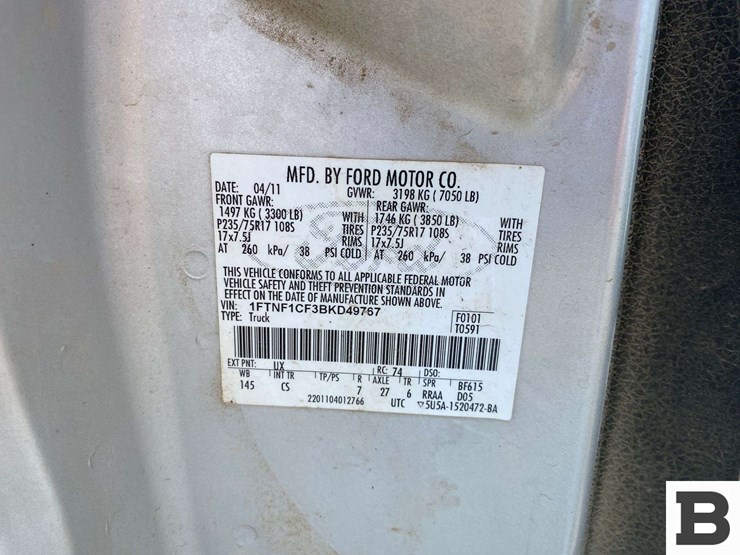 MFD. BY FORD MOTOR CO.
DATE: 04/11 GVWR: 3198 KG ( 7050 LB)
FRONT GAWR: REAR GAWR:
1497 KG ( 3300 LB) WITH 1746 KG ( 3850 LB) WITH
P235/75R17 108S TIRES P235/75R17 108S TIRES
17x7.5J RIMS 17x7.5J RIMS
AT 260 kPa/ 38 PSI COLD AT 260 kPa/ 38 PSI COLD
THIS VEHICLE CONFORMS TO ALL APPLICABLE FEDERAL MOTOR
VEHICLE SAFETY AND THEFT PREVENTION STANDARDS IN
EFFECT ON THE DATE OF MANUFACTURE SHOWN ABOVE.
VIN: 1FTNF1CF3BKD49767 F0101
TYPE: Truck T0591
EXT PNT: UX RC: 74 DSO:
WB INT TR TP/PS R AXLE TR SPR BF615
145 CS 7 27 6 RRAA D05
2201104012766 UTC ▽5U5A-1520472-BA
B